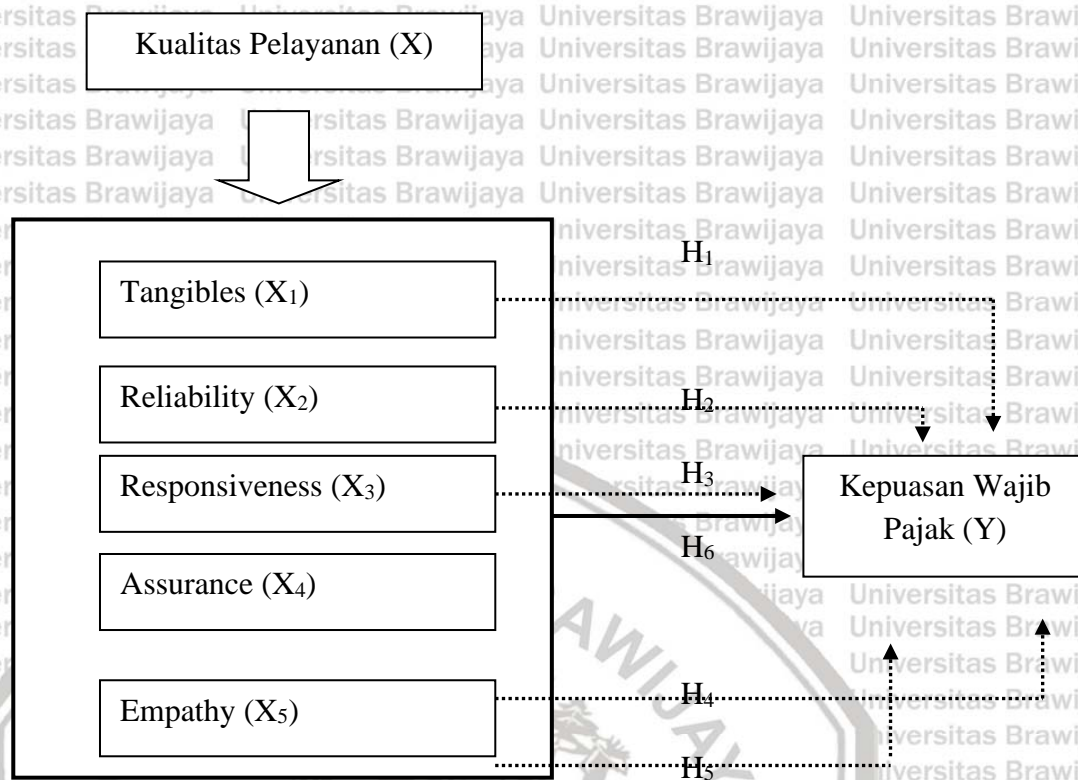 Kualitas Pelayanan (X)
Tangibles (X₁)
H₁
Reliability (X₂)
H₂
Responsiveness (X₃)
H₃
Kepuasan Wajib
Pajak (Y)
H₆
Assurance (X₄)
Empathy (X₅)
H₄
H₅